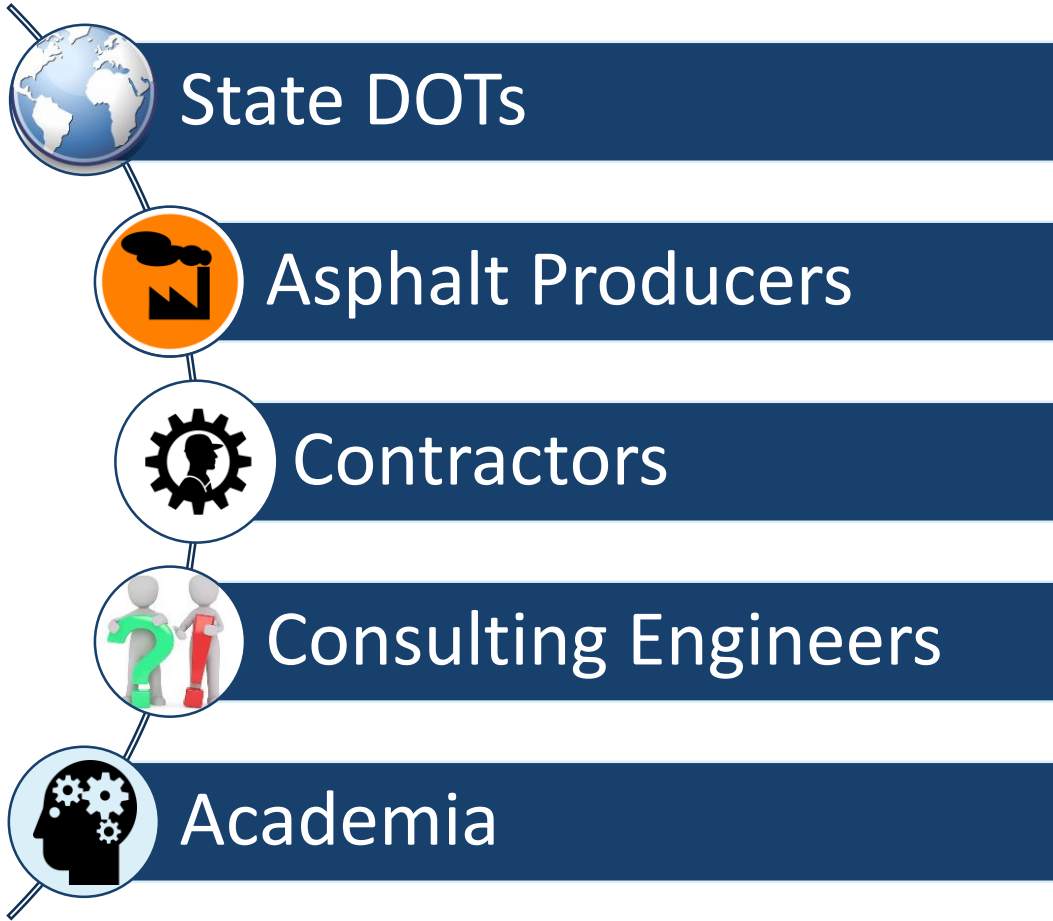 State DOTs
Asphalt Producers
Contractors
Consulting Engineers
Academia